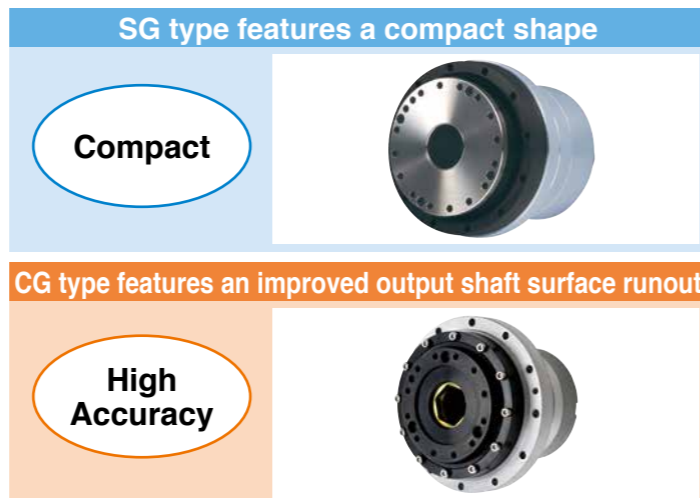 SG type features a compact shape
Compact
CG type features an improved output shaft surface runout
High
Accuracy